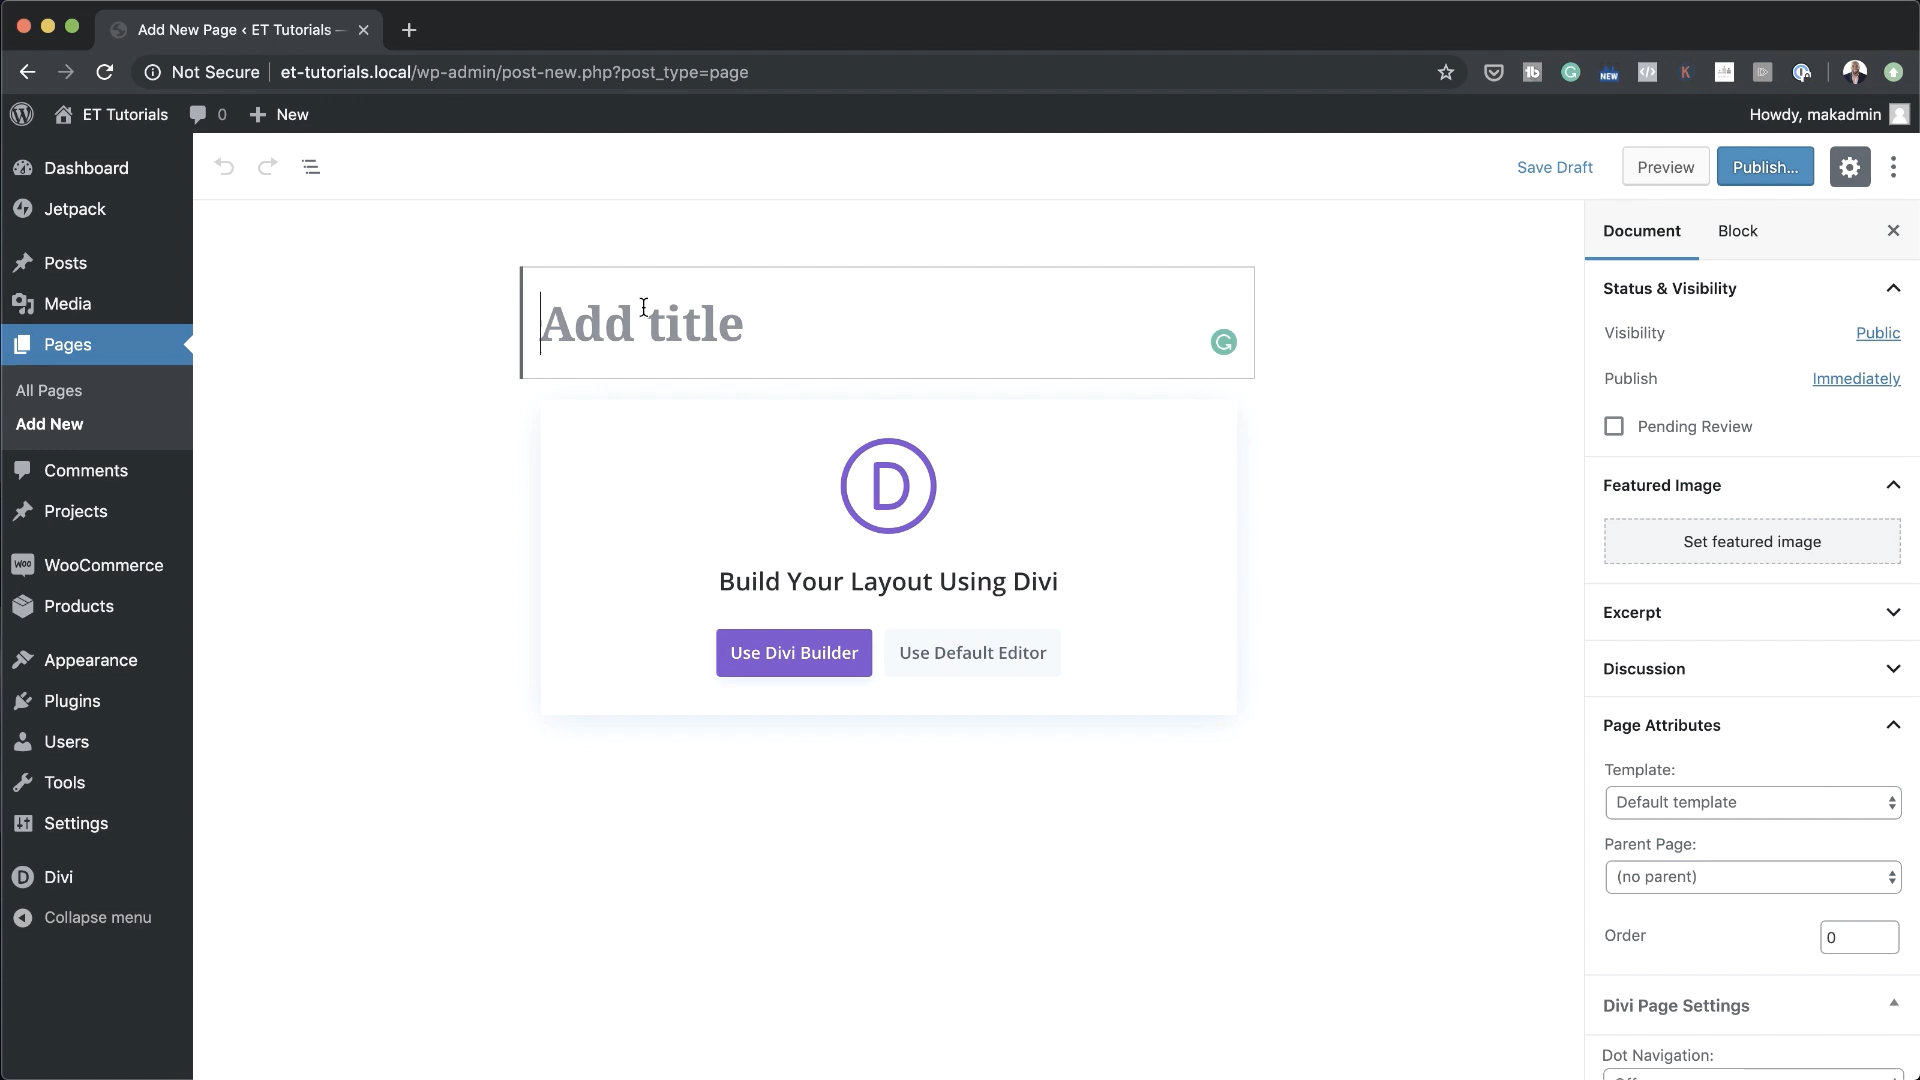 Add New Page ‹ ET Tutorials —
Not Secure
et-tutorials.local/wp-admin/post-new.php?post_type=page
tb
NEW
K
ET Tutorials
0
New
Howdy, makadmin
Dashboard
Jetpack
Posts
Media
Pages
All Pages
Add New
Comments
Projects
WOO
WooCommerce
Products
Appearance
Plugins
Users
Tools
Settings
D
Divi
Collapse menu
Save Draft
Preview
Publish...
Add title
G
D
Build Your Layout Using Divi
Use Divi Builder
Use Default Editor
Document
Block
Status & Visibility
Visibility
Public
Publish
Immediately
Pending Review
Featured Image
Set featured image
Excerpt
Discussion
Page Attributes
Template:
Default template
Parent Page:
(no parent)
Order
0
Divi Page Settings
Dot Navigation: